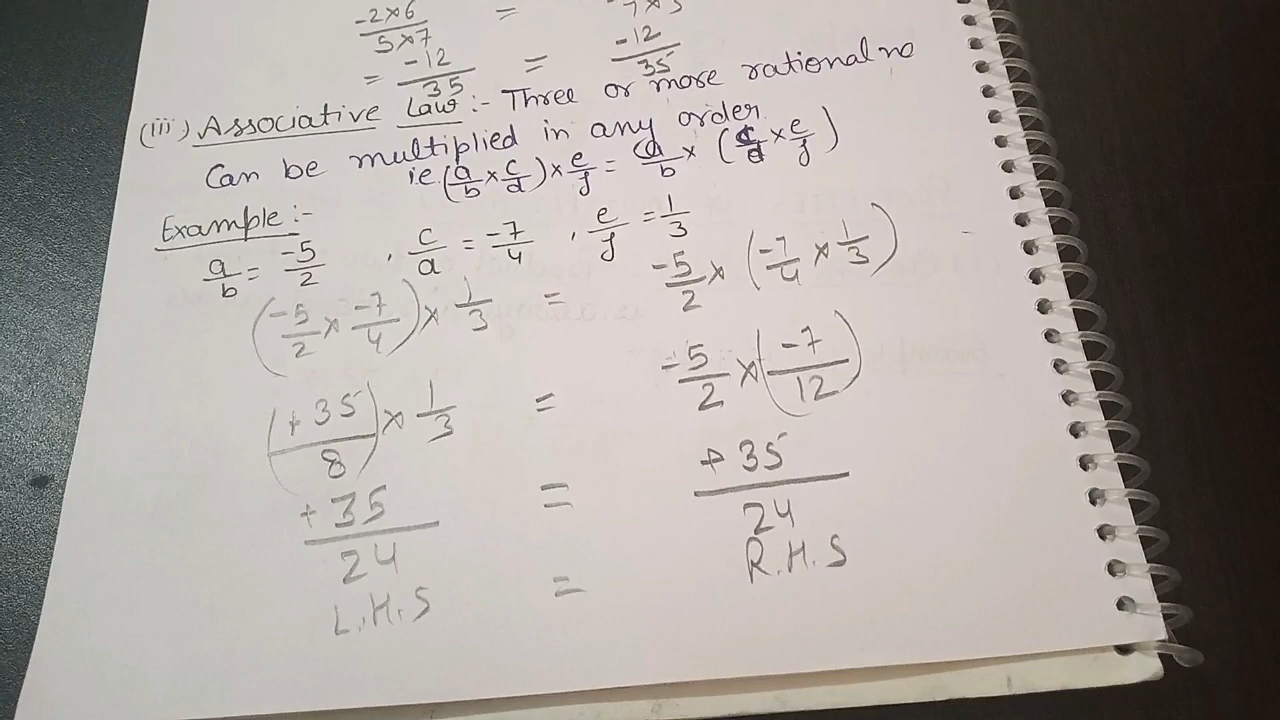 -2×6/5×7 = -7×5
= -12/35 = -12/35
(iii) Associative Law :- Three or more rational no
Can be multiplied in any order.
i.e. (a/b × c/d) × e/f = a/b × (c/d × e/f)
Example :-
a/b = -5/2 , c/d = -7/4 , e/f = 1/3
(-5/2 × -7/4) × 1/3 = -5/2 × (-7/4 × 1/3)
(+35/8) × 1/3 = -5/2 × (-7/12)
+35/24 = +35/24
L.H.S = R.H.S